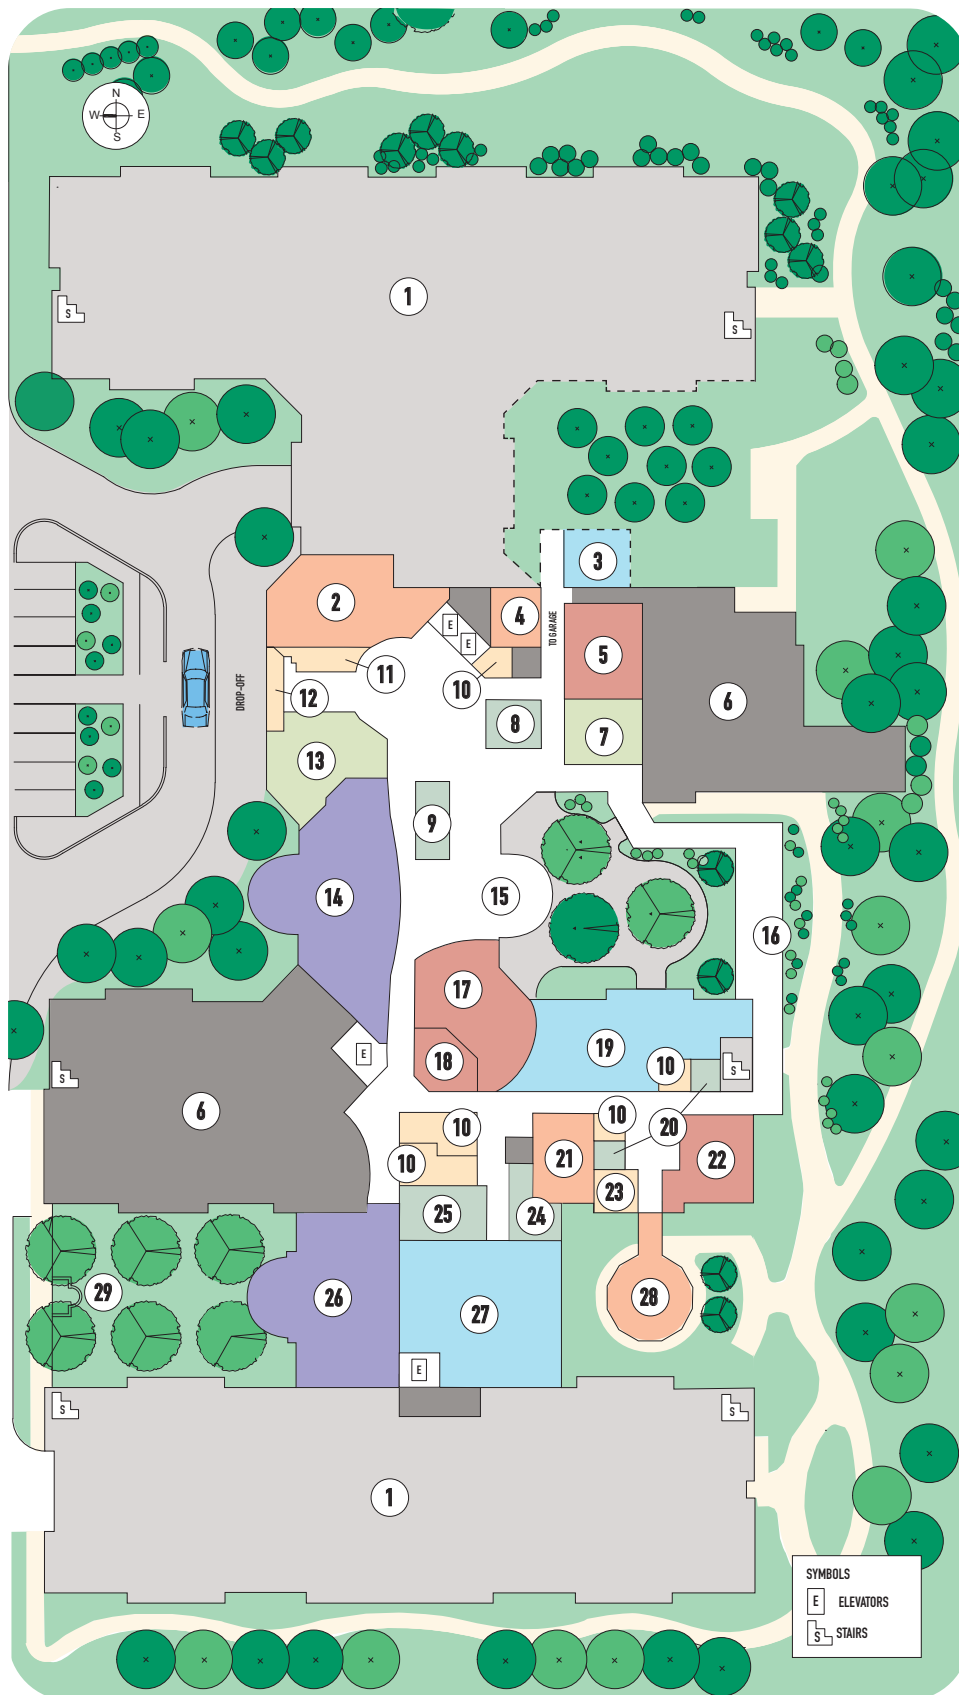 N
W E
S
1
S
S
2
3
4
TO GARAGE
E
E
5
6
11
10
12
DROP-OFF
8
7
13
9
14
15
16
17
18
19
10
S
E
S
6
10
10
20
10
21
22
23
25
24
29
26
27
28
E
S
S
1
SYMBOLS
E ELEVATORS
S STAIRS